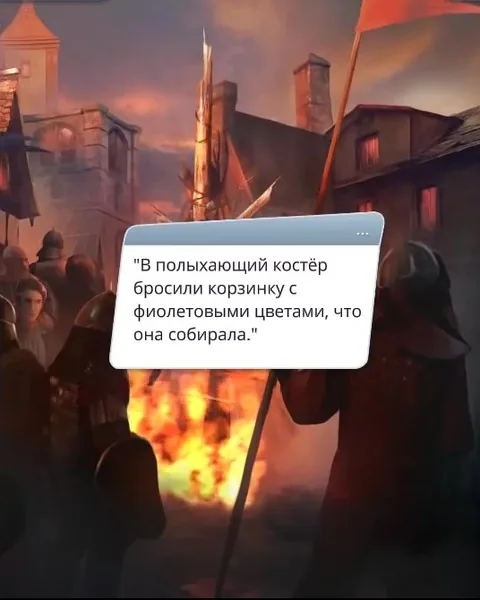 ...
"В полыхающий костёр
бросили корзинку с
фиолетовыми цветами, что
она собирала."